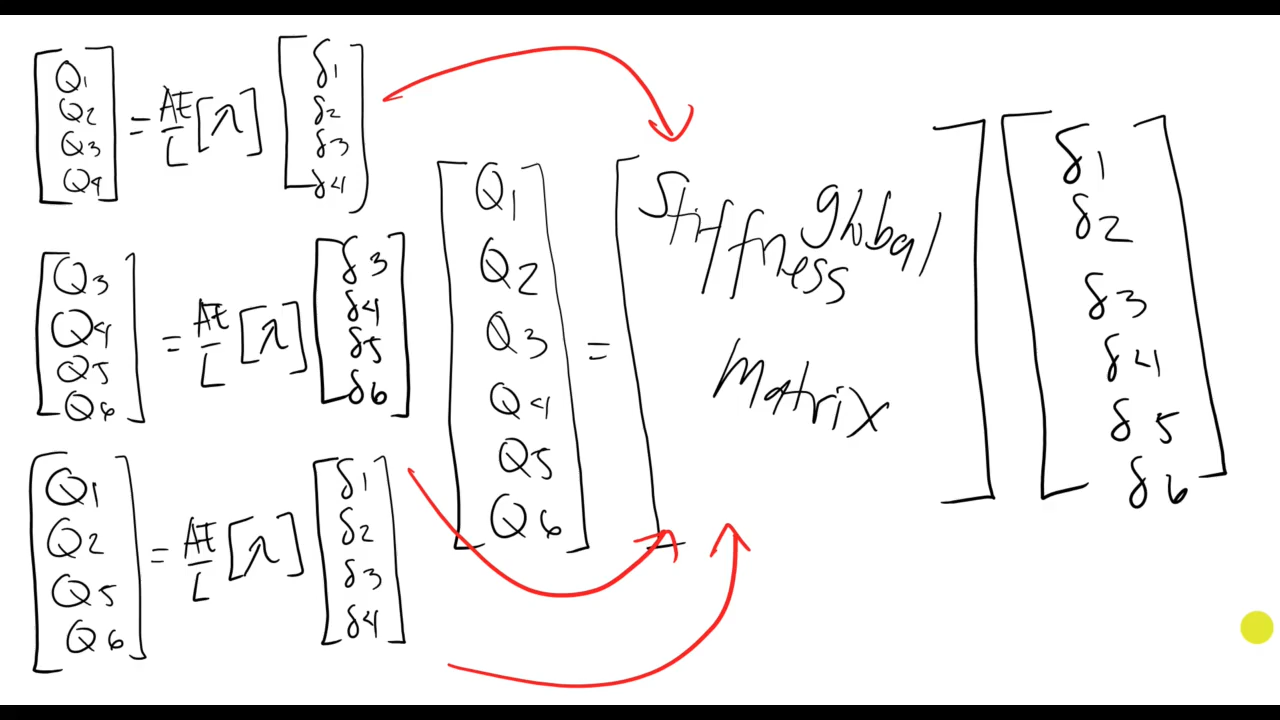 [Q1 Q2 Q3 Q4] = AE/L [λ] [δ1 δ2 δ3 δ4]
[Q3 Q4 Q5 Q6] = AE/L [λ] [δ3 δ4 δ5 δ6]
[Q1 Q2 Q5 Q6] = AE/L [λ] [δ1 δ2 δ3 δ4]
[Q1 Q2 Q3 Q4 Q5 Q6] = [Stiffness global Matrix] [δ1 δ2 δ3 δ4 δ5 δ6]